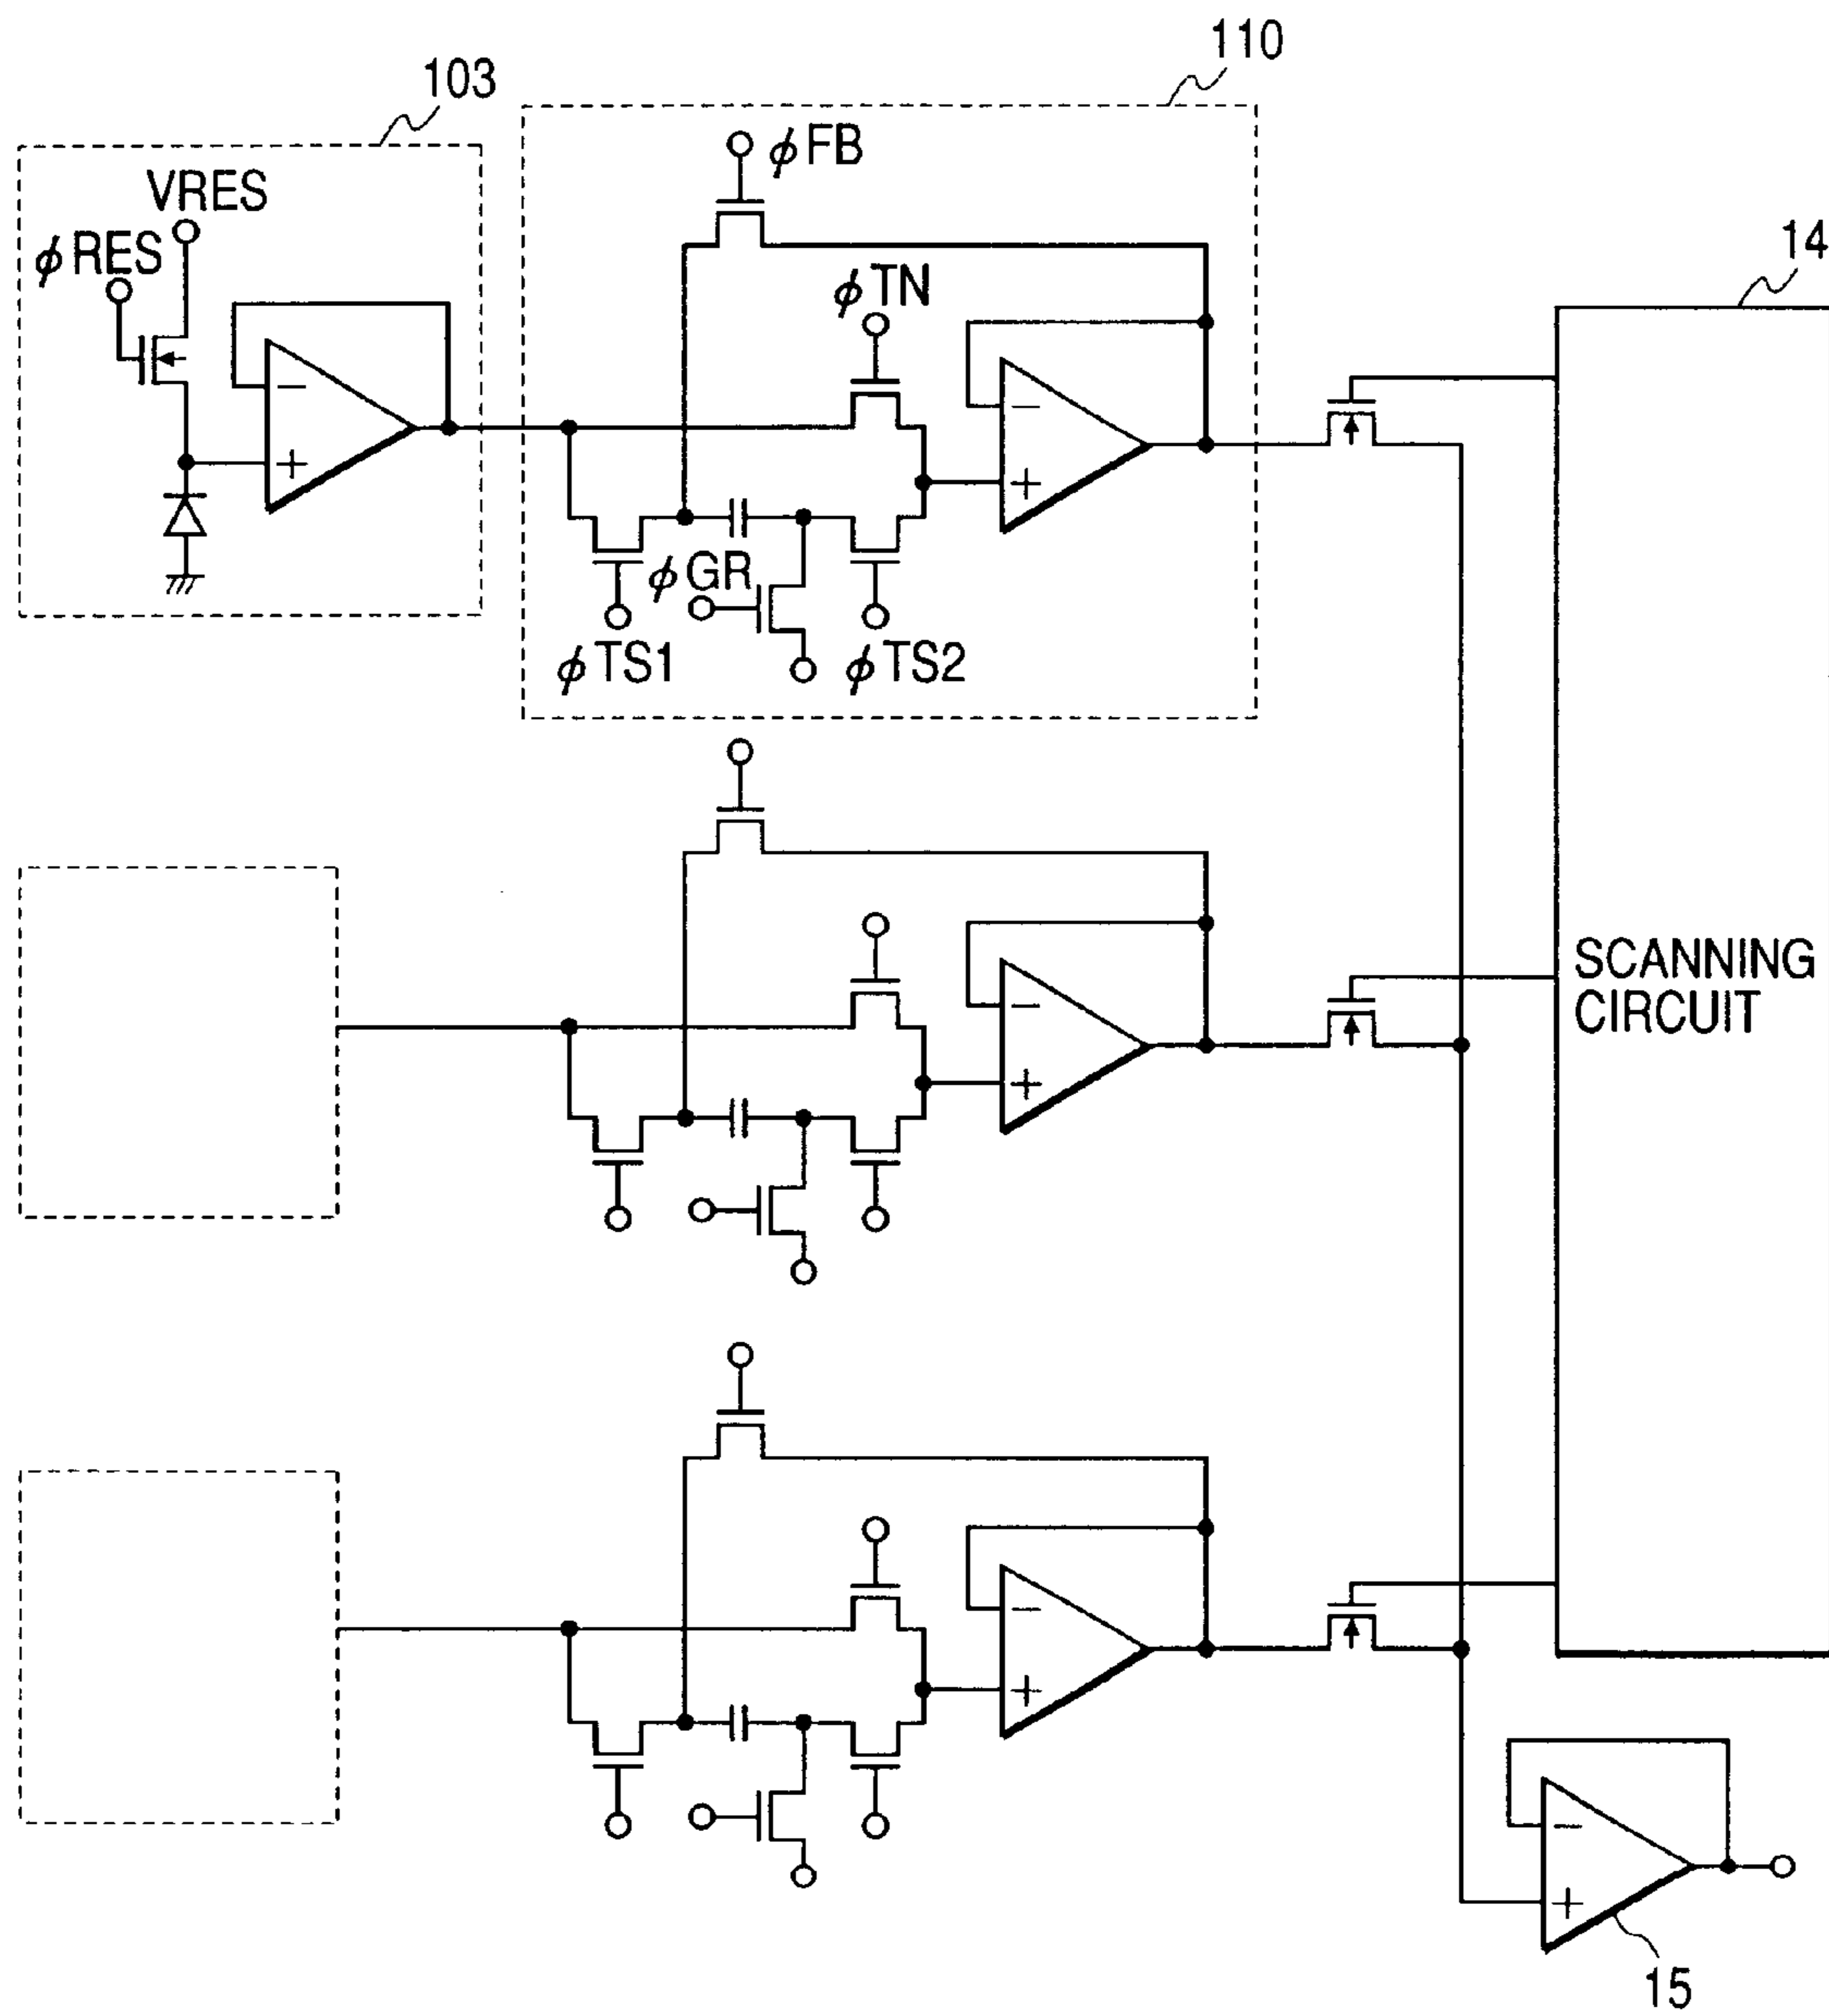 110
103
φFB
VRES
φRES
14
φTN
−
−
+
+
φGR
φTS1
φTS2
−
SCANNING
CIRCUIT
+
−
+
−
+
15